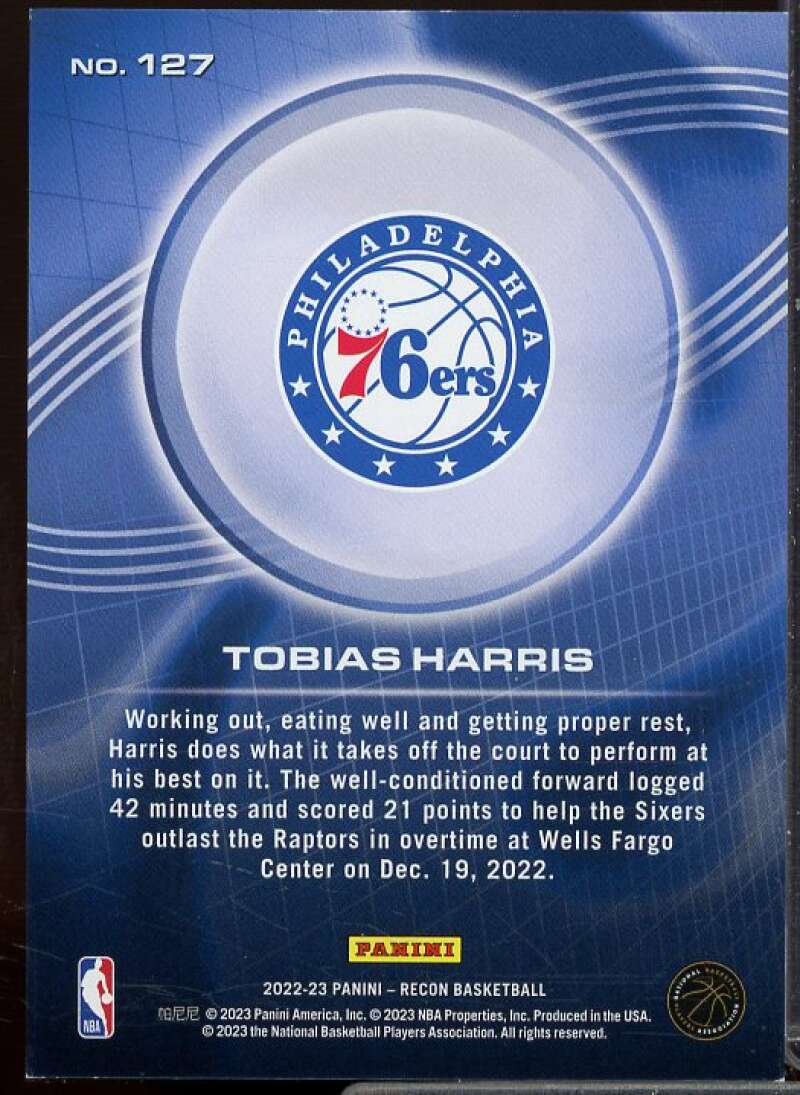 NO. 127
PHILADELPHIA
76ers
TOBIAS HARRIS
Working out, eating well and getting proper rest,
Harris does what it takes off the court to perform at
his best on it. The well-conditioned forward logged
42 minutes and scored 21 points to help the Sixers
outlast the Raptors in overtime at Wells Fargo
Center on Dec. 19, 2022.
PANINI
2022-23 PANINI – RECON BASKETBALL
帕尼尼 © 2023 Panini America, Inc. © 2023 NBA Properties, Inc. Produced in the USA.
© 2023 the National Basketball Players Association. All rights reserved.
NBA
NATIONAL BASKETBALL